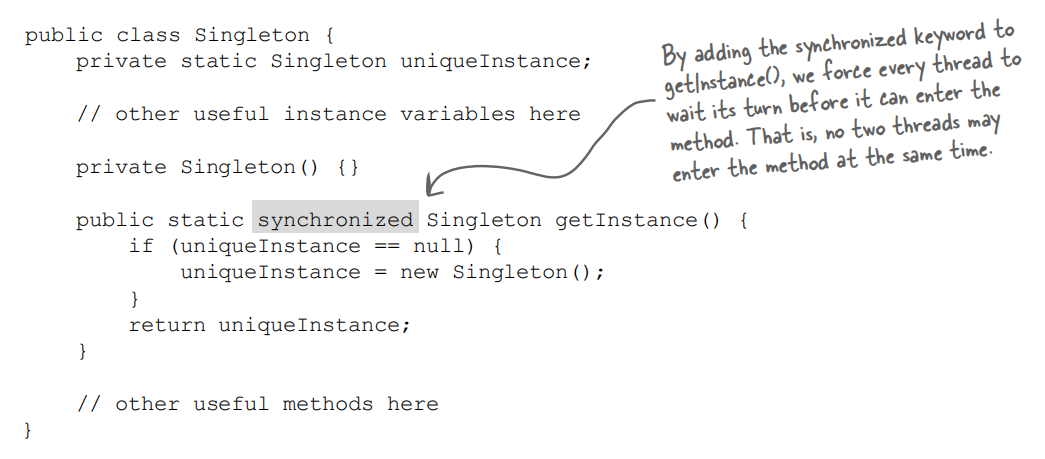 public class Singleton {
private static Singleton uniqueInstance;
// other useful instance variables here
private Singleton() {}
public static synchronized Singleton getInstance() {
if (uniqueInstance == null) {
uniqueInstance = new Singleton();
}
return uniqueInstance;
}
// other useful methods here
}
By adding the synchronized keyword to
getInstance(), we force every thread to
wait its turn before it can enter the
method. That is, no two threads may
enter the method at the same time.